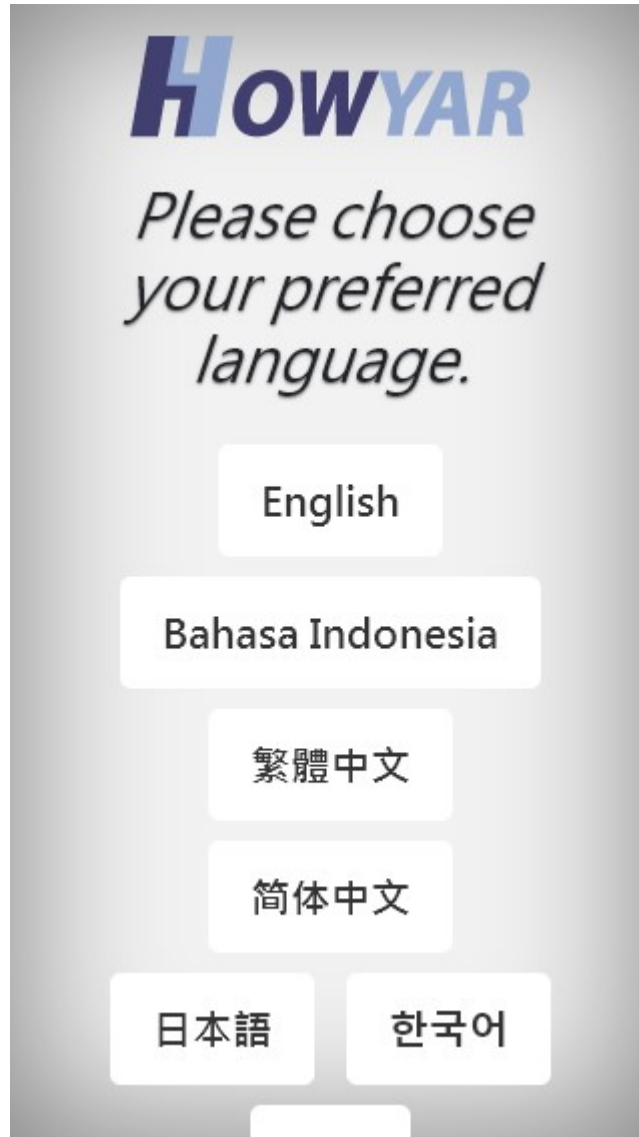 HOWYAR
Please choose
your preferred
language.
English
Bahasa Indonesia
繁體中文
简体中文
日本語 한국어